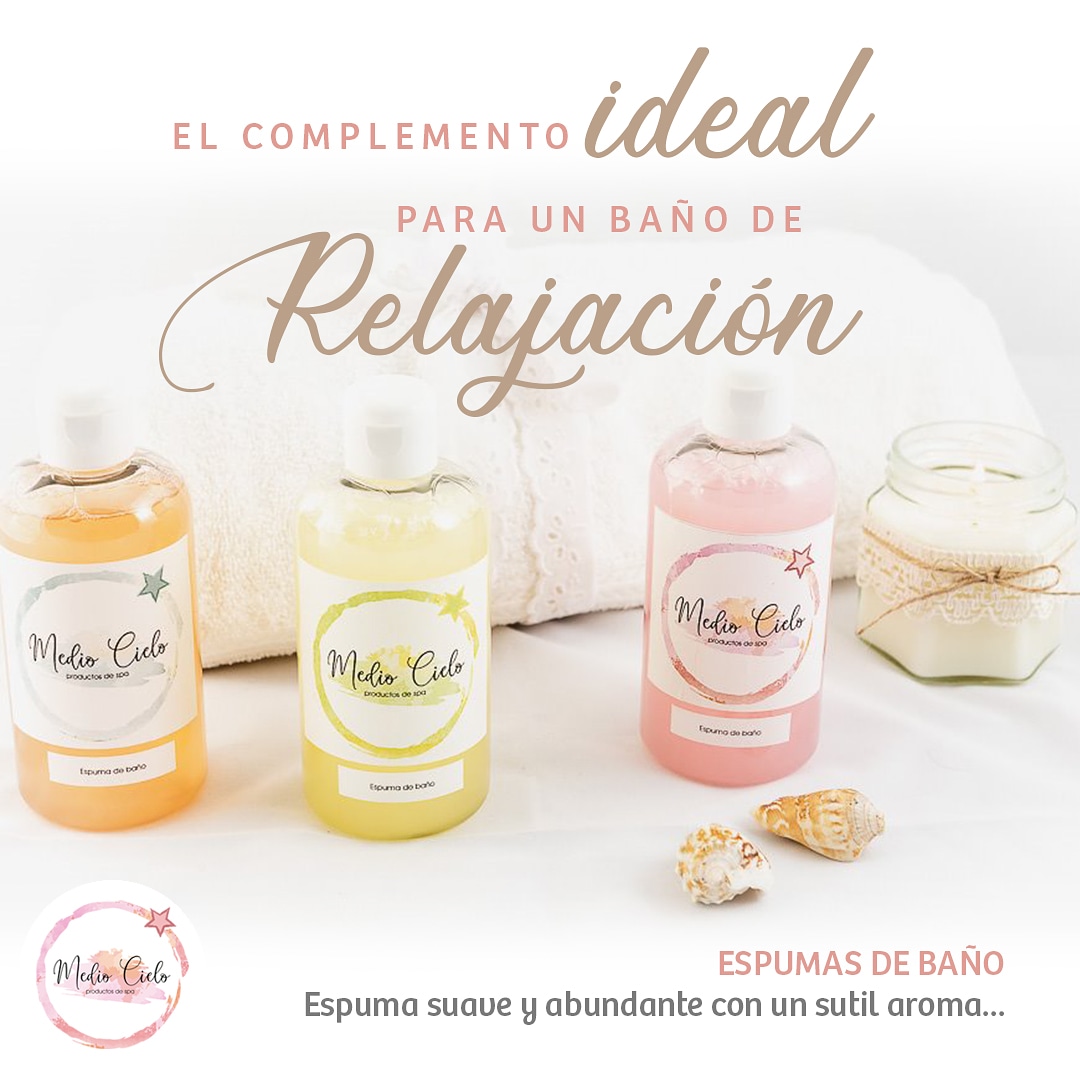 EL COMPLEMENTO ideal
PARA UN BAÑO DE
Relajación
Medio Cielo
productos de spa
Espuma de baño
Medio Cielo
productos de spa
Espuma de baño
Medio Cielo
productos de spa
Espuma de baño
Medio Cielo
productos de spa
ESPUMAS DE BAÑO
Espuma suave y abundante con un sutil aroma...